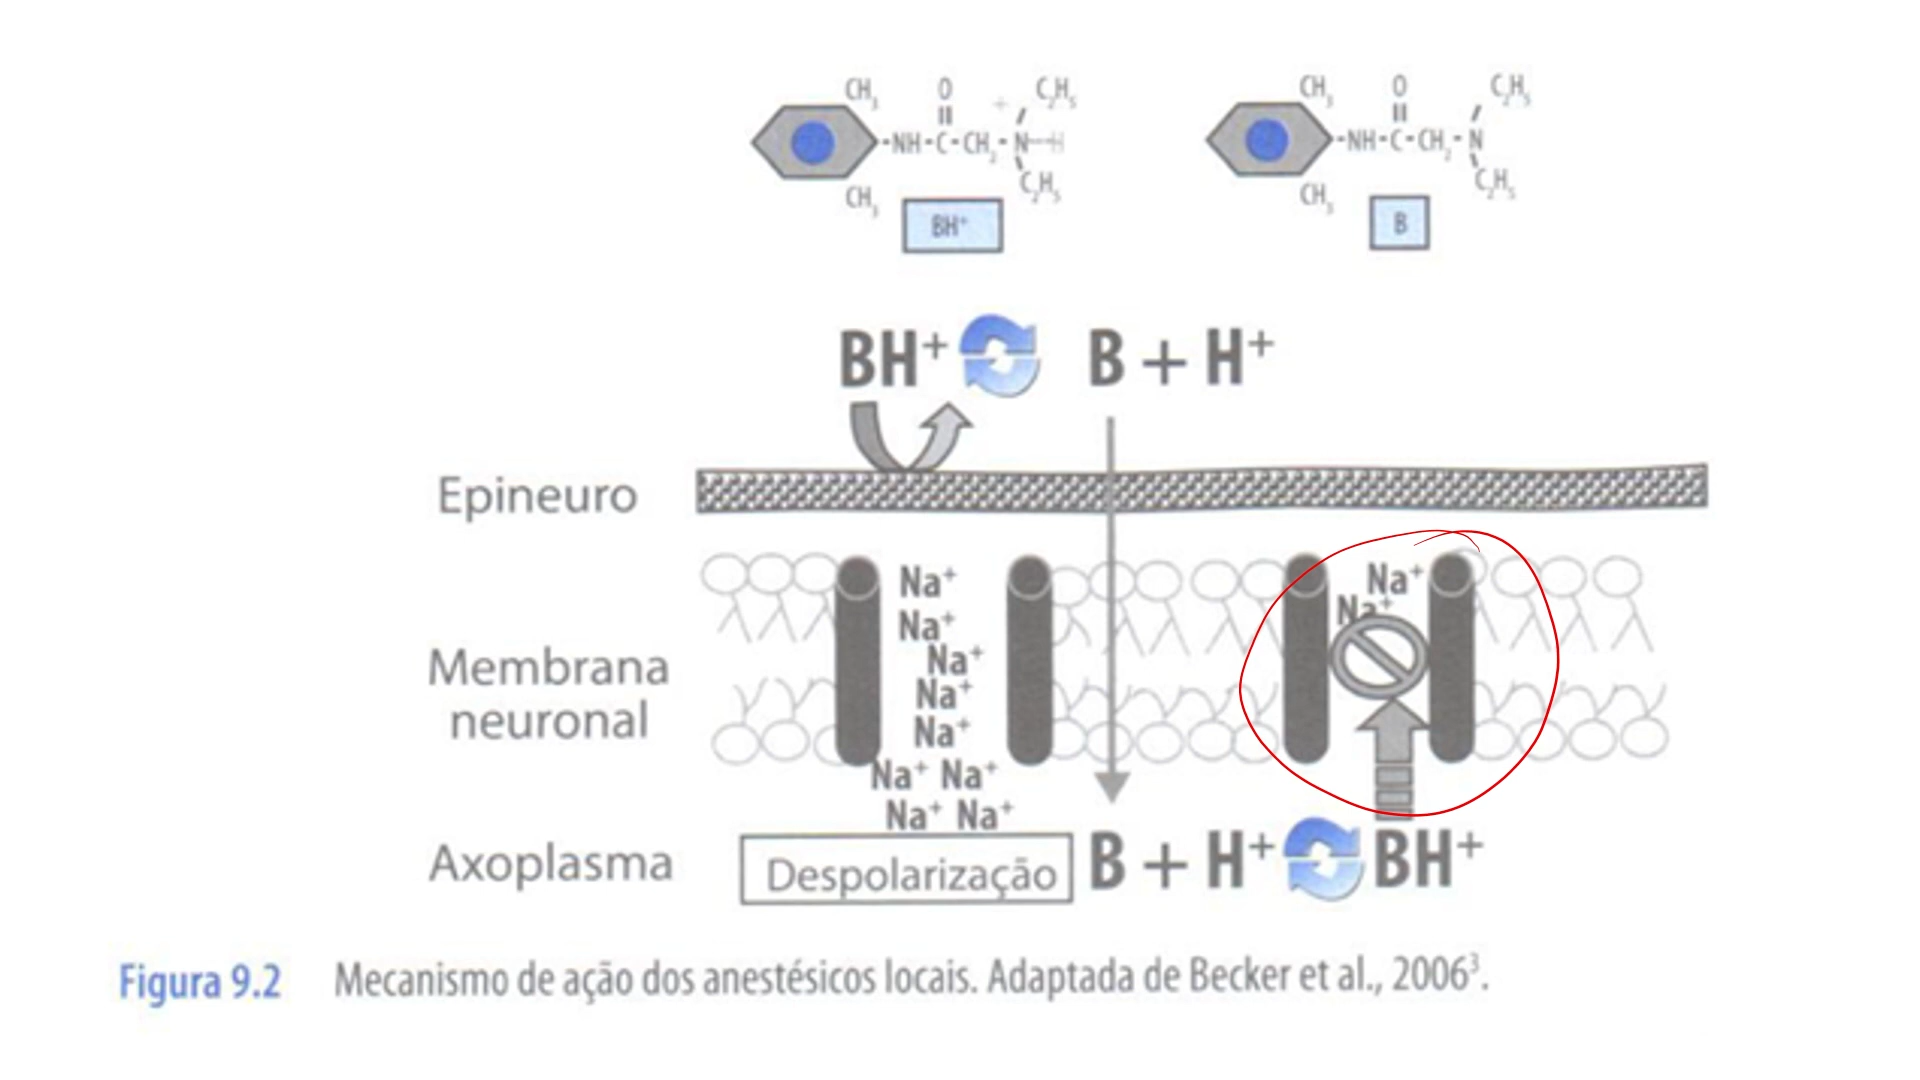 CH₃ O C₂H₅ CH₃ O C₂H₅
-NH-C-CH₂-N-H -NH-C-CH₂-N
CH₃ C₂H₅ CH₃ C₂H₅
BH⁺ B
BH⁺ B + H⁺
Epineuro
Na⁺ Na⁺
Na⁺ Na⁺
Na⁺
Membrana
Na⁺
neuronal
Na⁺
Na⁺ Na⁺
Na⁺ Na⁺
Axoplasma Despolarização B + H⁺ BH⁺
Figura 9.2 Mecanismo de ação dos anestésicos locais. Adaptada de Becker et al., 2006³.